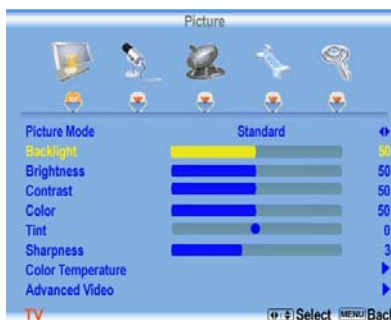 Picture
Picture Mode Standard
Backlight 50
Brightness 50
Contrast 50
Color 50
Tint 0
Sharpness 3
Color Temperature
Advanced Video
TV Select MENU Back